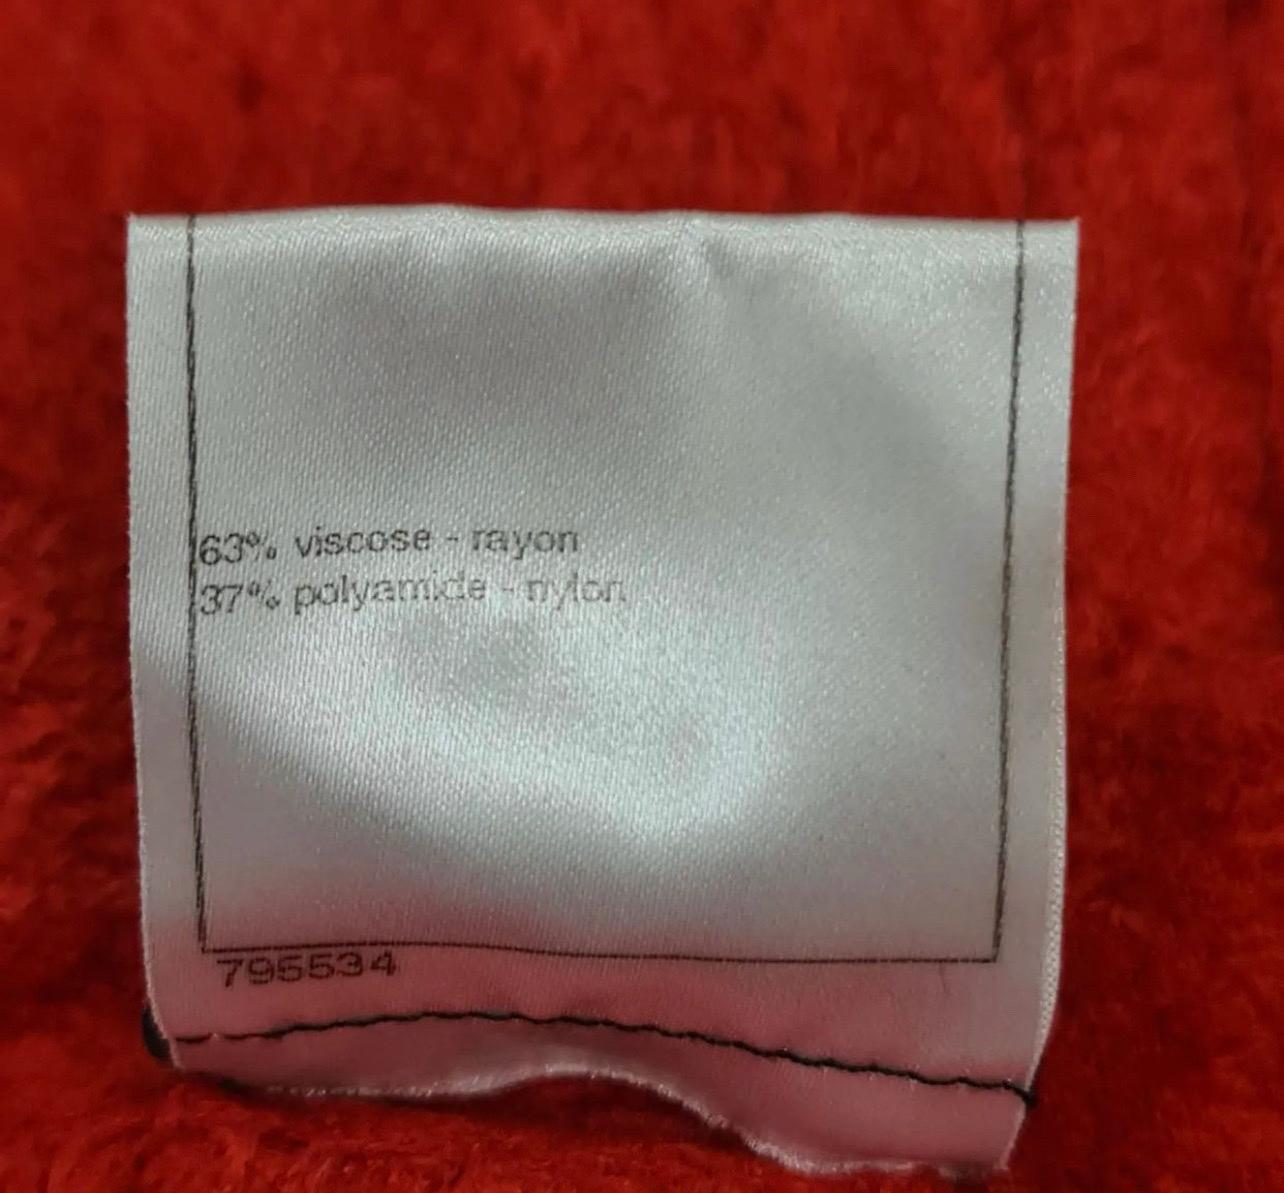 63% viscose - rayon
37% polyamide - nylon
795534